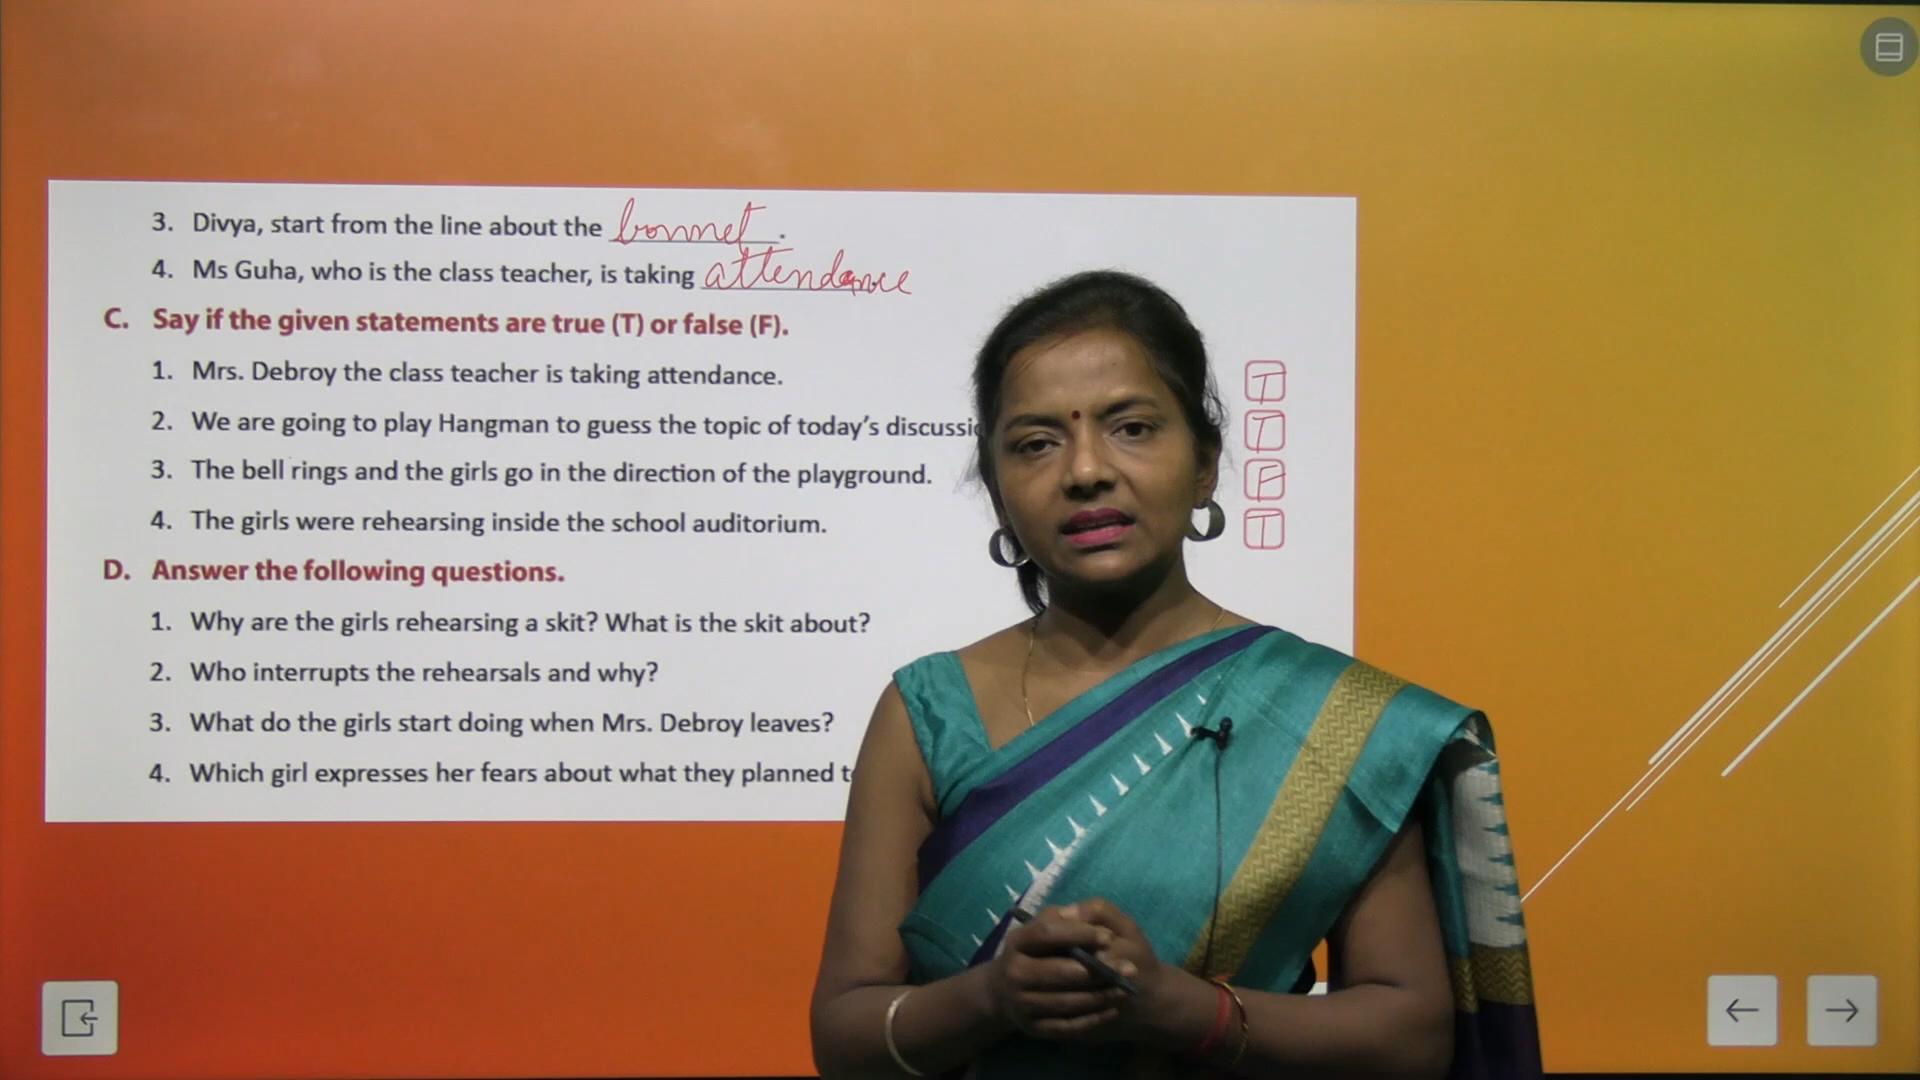 3. Divya, start from the line about the bonnet.
4. Ms Guha, who is the class teacher, is taking attendance
C. Say if the given statements are true (T) or false (F).
1. Mrs. Debroy the class teacher is taking attendance. T
2. We are going to play Hangman to guess the topic of today's T
3. The bell rings and the girls go in the direction of the playground. F
4. The girls were rehearsing inside the school auditorium. T
D. Answer the following questions.
1. Why are the girls rehearsing a skit? What is the skit about?
2. Who interrupts the rehearsals and why?
3. What do the girls start doing when Mrs. Debroy leaves?
4. Which girl expresses her fears about what they planned